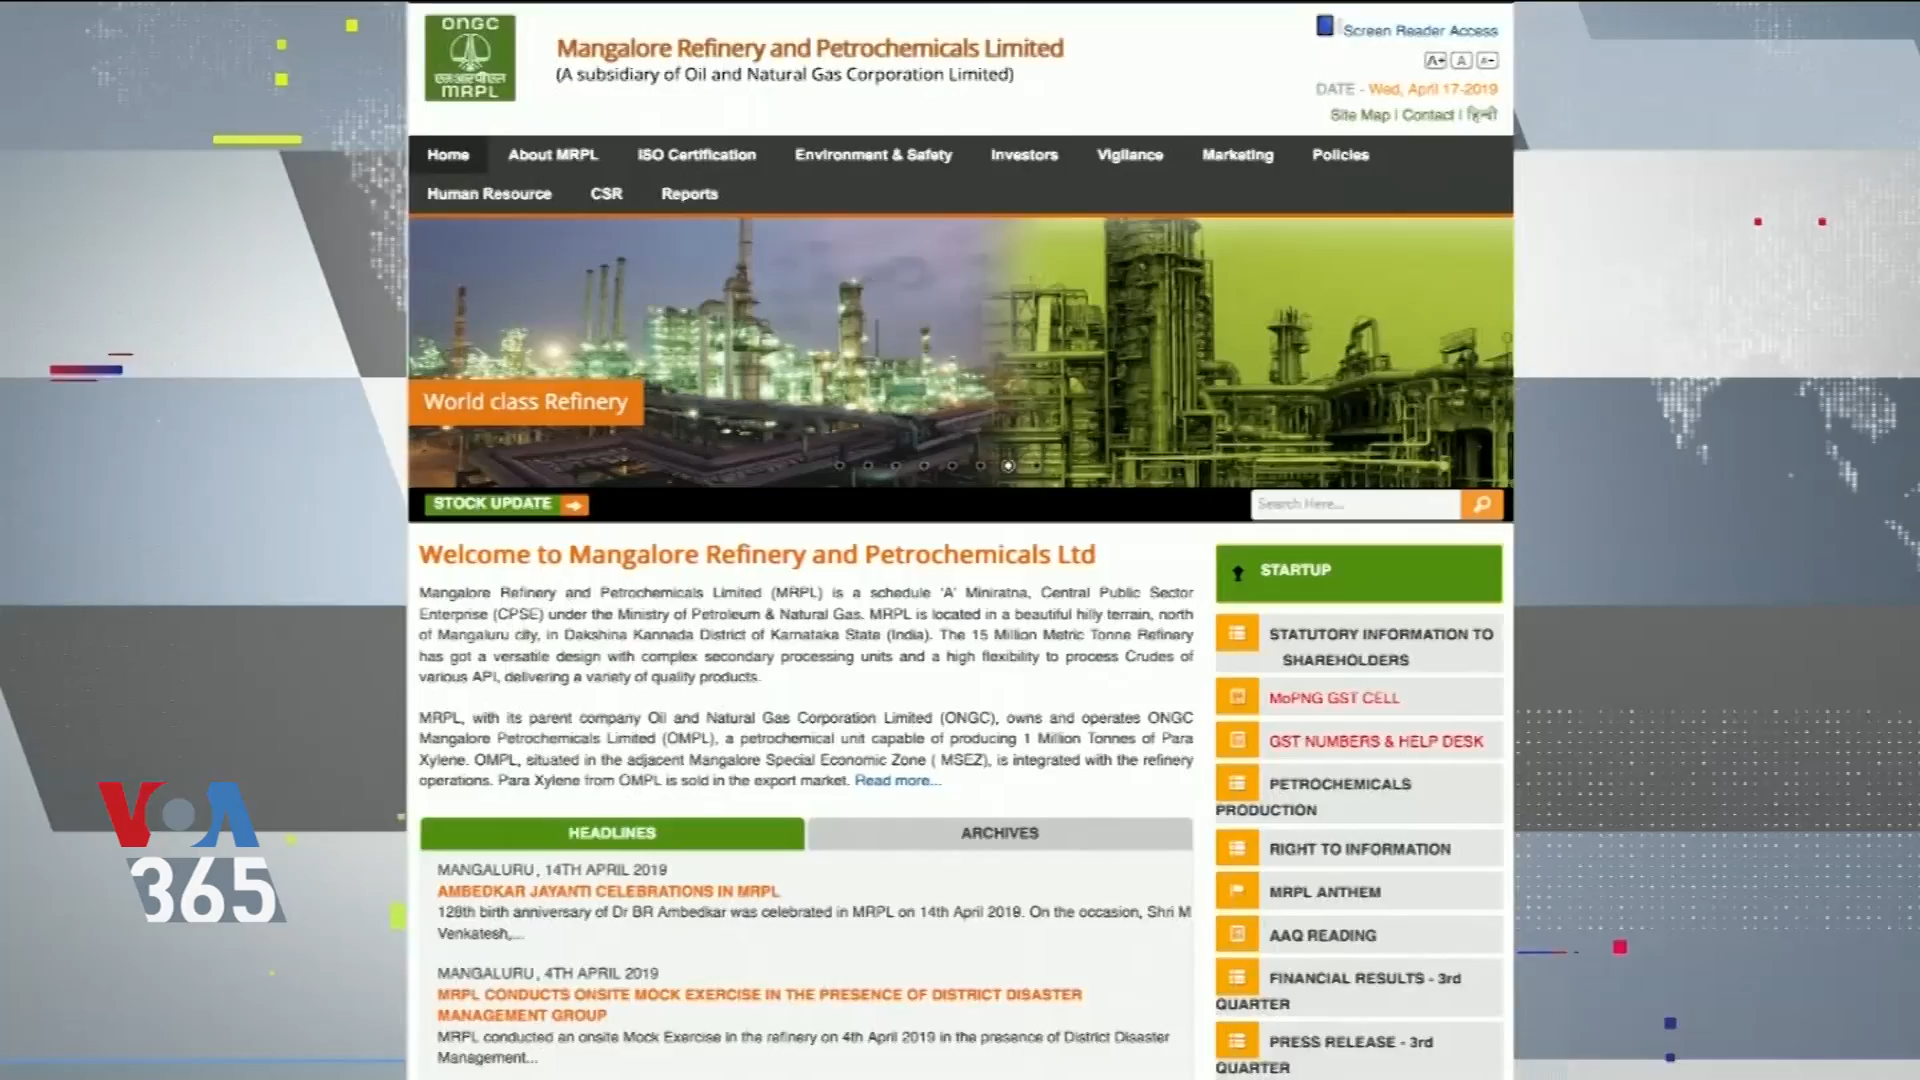 ONGC
एमआरपीएल
MRPL
Mangalore Refinery and Petrochemicals Limited
(A subsidiary of Oil and Natural Gas Corporation Limited)
Screen Reader Access
A+ A A-
DATE - Wed, April 17-2019
Site Map | Contact | हिन्दी
Home About MRPL ISO Certification Environment & Safety Investors Vigilance Marketing Policies
Human Resource CSR Reports
World class Refinery
STOCK UPDATE
Search Here...
Welcome to Mangalore Refinery and Petrochemicals Ltd
Mangalore Refinery and Petrochemicals Limited (MRPL) is a schedule 'A' Miniratna, Central Public Sector
Enterprise (CPSE) under the Ministry of Petroleum & Natural Gas. MRPL is located in a beautiful hilly terrain, north
of Mangaluru city, in Dakshina Kannada District of Karnataka State (India). The 15 Million Metric Tonne Refinery
has got a versatile design with complex secondary processing units and a high flexibility to process Crudes of
various API, delivering a variety of quality products.
MRPL, with its parent company Oil and Natural Gas Corporation Limited (ONGC), owns and operates ONGC
Mangalore Petrochemicals Limited (OMPL), a petrochemical unit capable of producing 1 Million Tonnes of Para
Xylene. OMPL, situated in the adjacent Mangalore Special Economic Zone ( MSEZ), is integrated with the refinery
operations. Para Xylene from OMPL is sold in the export market. Read more...
HEADLINES ARCHIVES
MANGALURU, 14TH APRIL 2019
AMBEDKAR JAYANTI CELEBRATIONS IN MRPL
128th birth anniversary of Dr BR Ambedkar was celebrated in MRPL on 14th April 2019. On the occasion, Shri M
Venkatesh,...
MANGALURU, 4TH APRIL 2019
MRPL CONDUCTS ONSITE MOCK EXERCISE IN THE PRESENCE OF DISTRICT DISASTER
MANAGEMENT GROUP
MRPL conducted an onsite Mock Exercise in the refinery on 4th April 2019 in the presence of District Disaster
Management...
STARTUP
STATUTORY INFORMATION TO
SHAREHOLDERS
MoPNG GST CELL
GST NUMBERS & HELP DESK
PETROCHEMICALS
PRODUCTION
RIGHT TO INFORMATION
MRPL ANTHEM
AAQ READING
FINANCIAL RESULTS - 3rd
QUARTER
PRESS RELEASE - 3rd
QUARTER
VOA
365